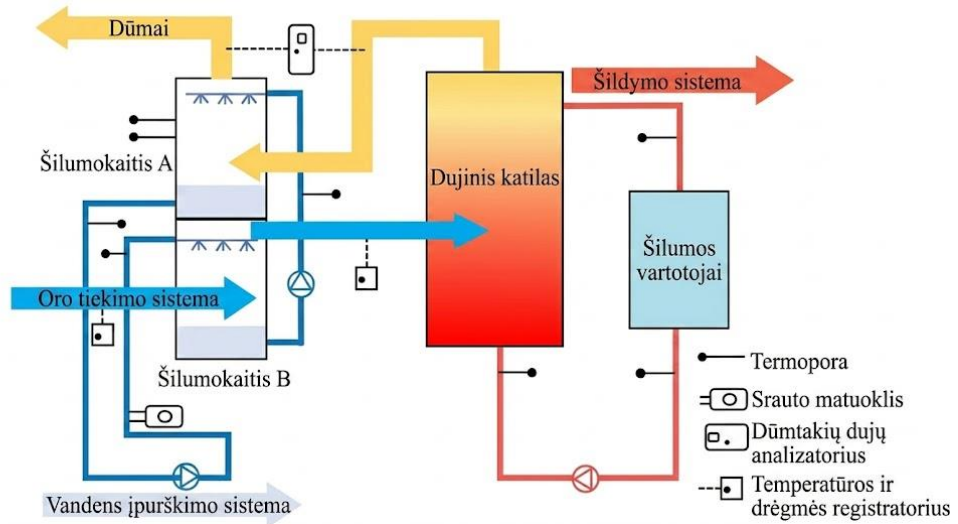 Dūmai
Šildymo sistema
Šilumokaitis A
Dujinis katilas
Šilumos
vartotojai
Oro tiekimo sistema
Šilumokaitis B
Termopora
Srauto matuoklis
Dūmtakių dujų
analizatorius
Temperatūros ir
drėgmės registratorius
Vandens įpurškimo sistema